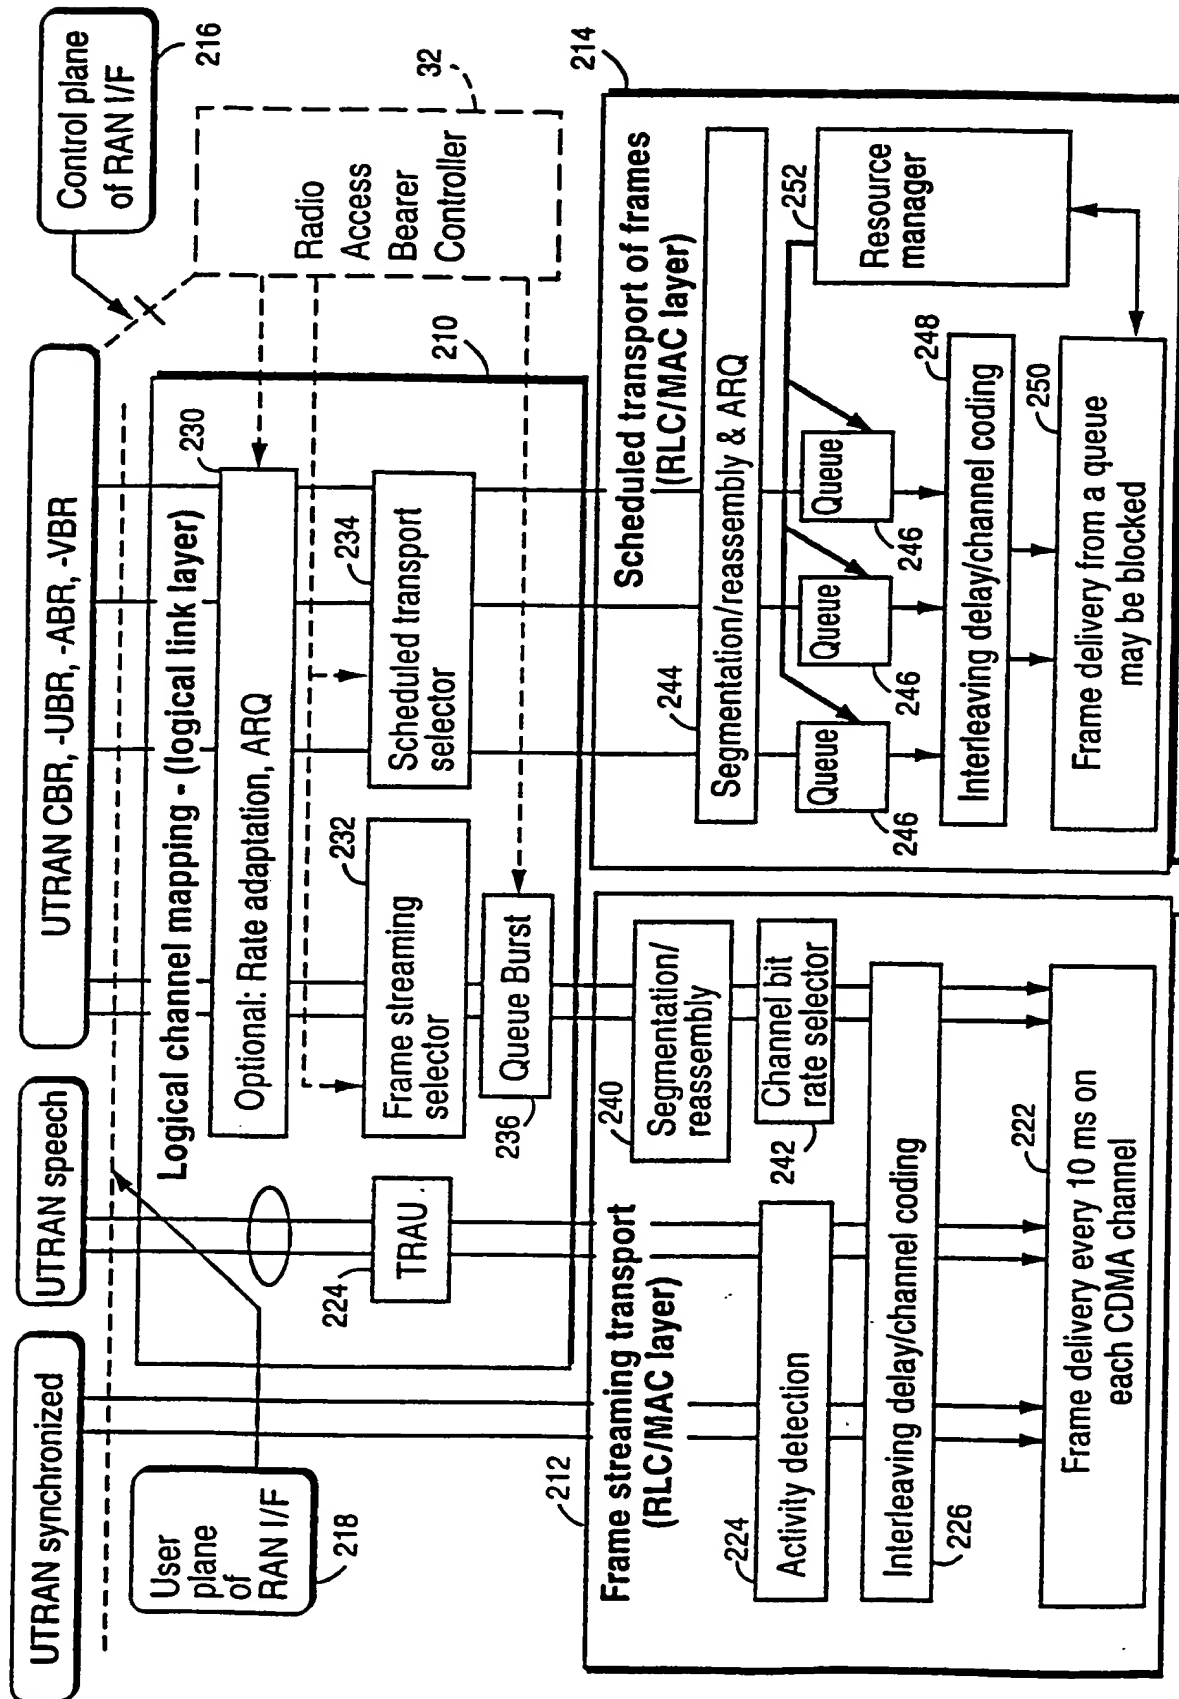 UTRAN synchronized
UTRAN speech
UTRAN CBR, -UBR, -ABR, -VBR
Control plane
of RAN I/F
216
User
plane
of
RAN I/F
218
Logical channel mapping - (logical link layer)
210
Radio
Access
Bearer
Controller
32
Optional: Rate adaptation, ARQ
230
TRAU
224
Frame streaming
selector
232
Scheduled transport
selector
234
Queue Burst
236
Frame streaming transport
(RLC/MAC layer)
212
Segmentation/
reassembly
240
Activity detection
224
Channel bit
rate selector
242
Interleaving delay/channel coding
226
Frame delivery every 10 ms on
each CDMA channel
222
Scheduled transport of frames
(RLC/MAC layer)
214
Segmentation/reassembly & ARQ
244
Queue
246
Queue
246
Queue
246
Resource
manager
252
Interleaving delay/channel coding
248
Frame delivery from a queue
may be blocked
250